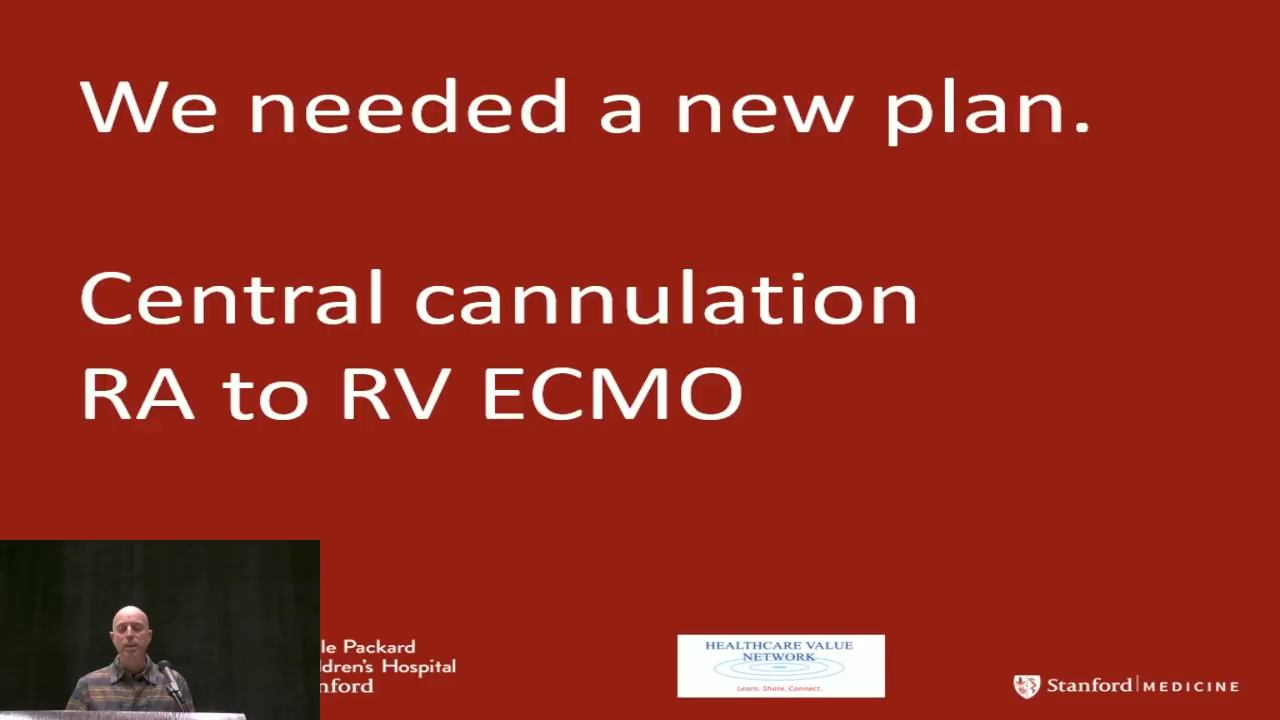 We needed a new plan.
Central cannulation
RA to RV ECMO
le Packard
dren's Hospital
nford
HEALTHCARE VALUE
NETWORK
Learn. Share. Connect.
Stanford MEDICINE